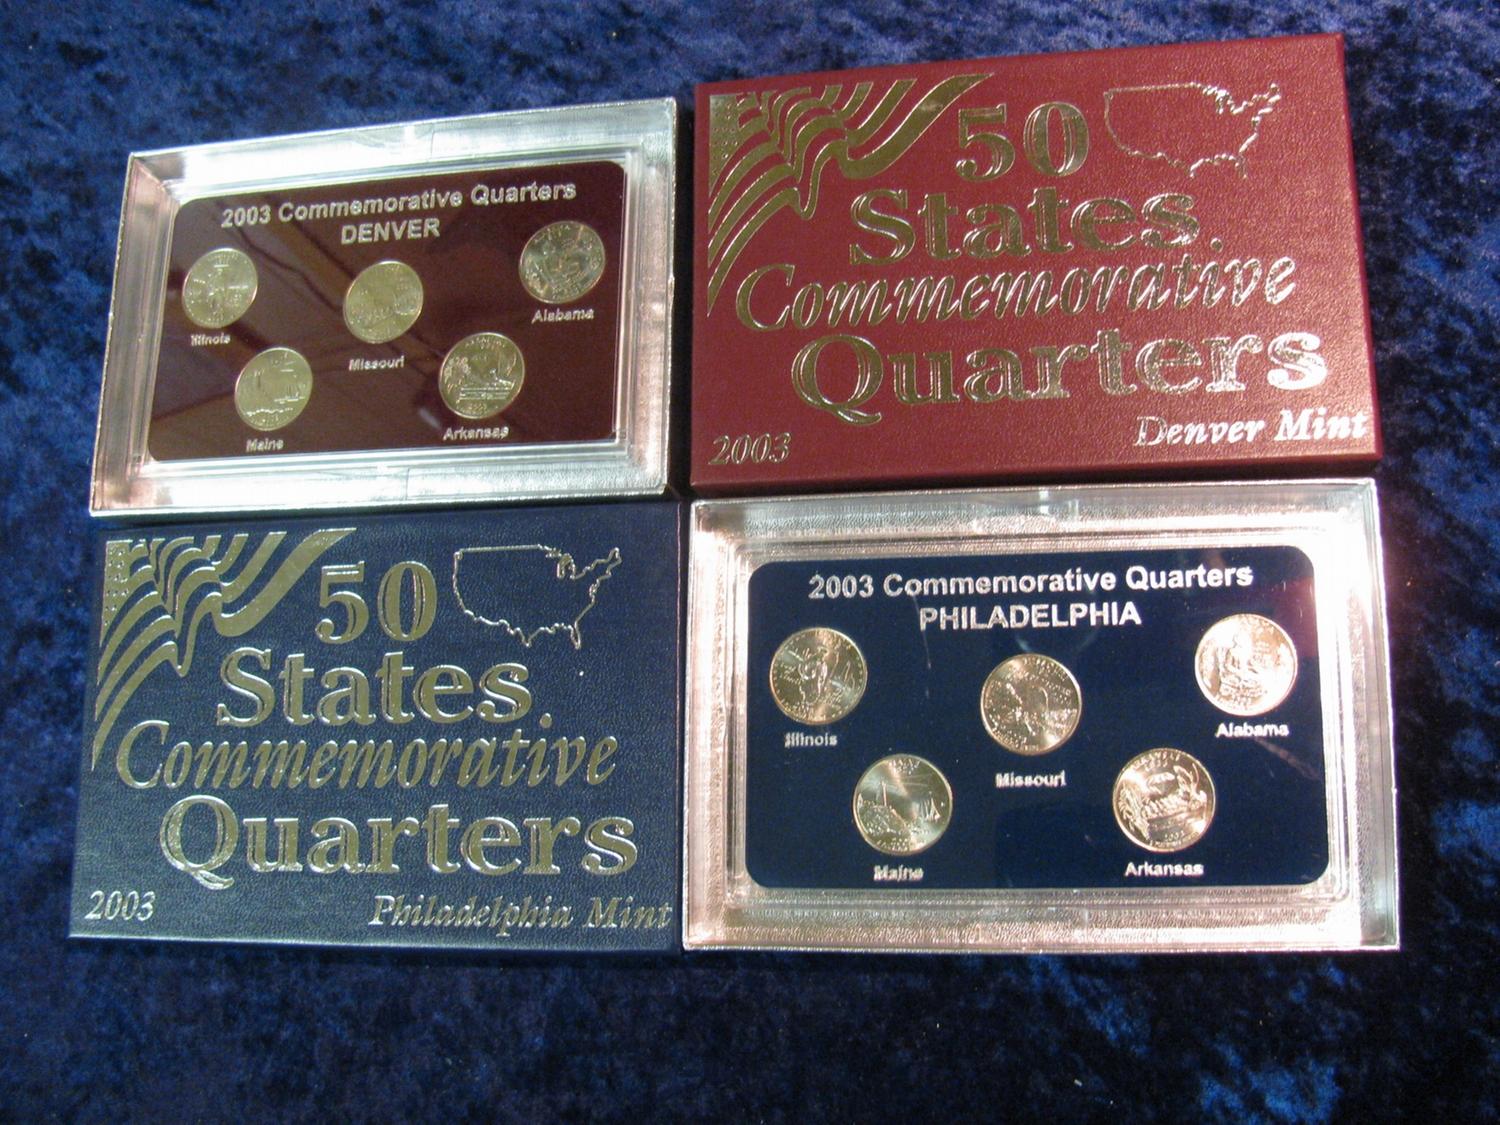 2003 Commemorative Quarters
DENVER
Illinois
Missouri
Alabama
Maine
Arkansas
50
States
Commemorative
Quarters
2003
Denver Mint
50
States
Commemorative
Quarters
2003
Philadelphia Mint
2003 Commemorative Quarters
PHILADELPHIA
Illinois
Missouri
Alabama
Maine
Arkansas